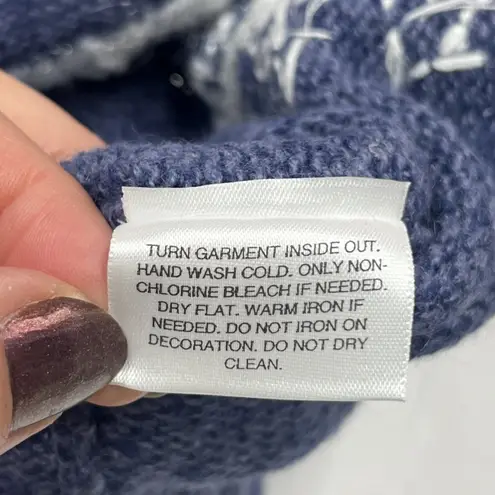 TURN GARMENT INSIDE OUT.
HAND WASH COLD. ONLY NON-
CHLORINE BLEACH IF NEEDED.
DRY FLAT. WARM IRON IF
NEEDED. DO NOT IRON ON
DECORATION. DO NOT DRY
CLEAN.